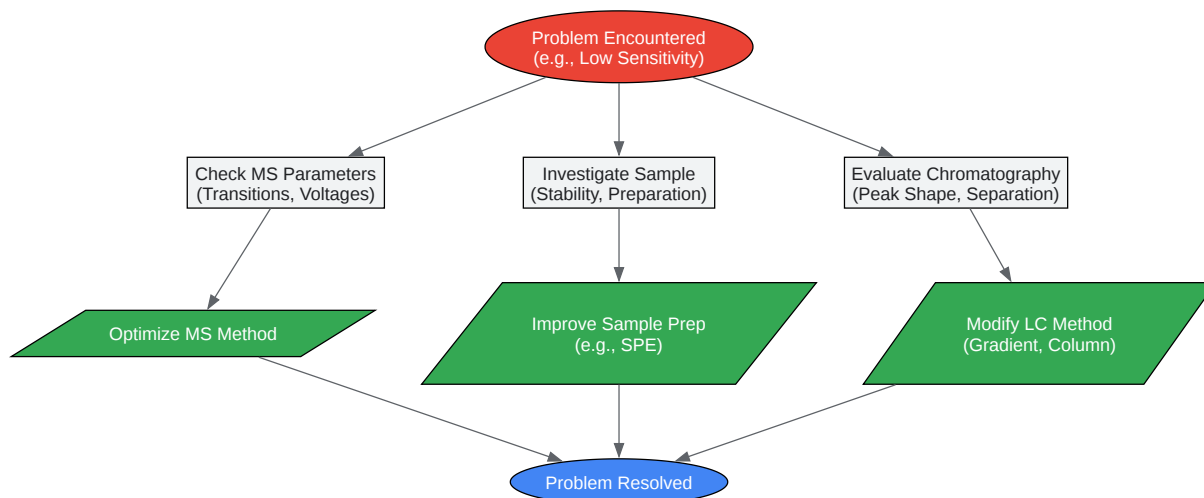 Problem Encountered
(e.g., Low Sensitivity)
Check MS Parameters
(Transitions, Voltages)
Investigate Sample
(Stability, Preparation)
Evaluate Chromatography
(Peak Shape, Separation)
Optimize MS Method
Improve Sample Prep
(e.g., SPE)
Modify LC Method
(Gradient, Column)
Problem Resolved